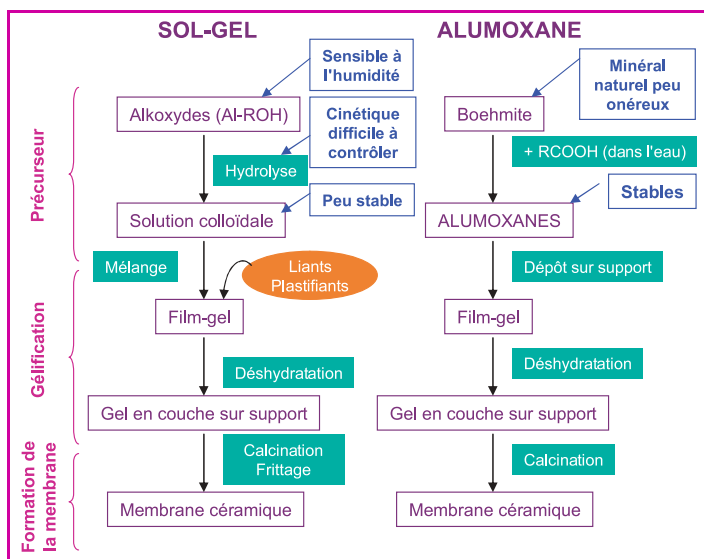 SOL-GEL
ALUMOXANE
Sensible à
l'humidité
Minéral
naturel peu
onéreux
Précurseur
Alkoxydes (Al-ROH)
Cinétique
difficile à
contrôler
Boehmite
Hydrolyse
+ RCOOH (dans l'eau)
Peu stable
Stables
Solution colloïdale
ALUMOXANES
Mélange
Liants
Plastifiants
Dépôt sur support
Gélification
Film-gel
Film-gel
Déshydratation
Déshydratation
Gel en couche sur support
Gel en couche sur support
Formation de
la membrane
Calcination
Frittage
Calcination
Membrane céramique
Membrane céramique